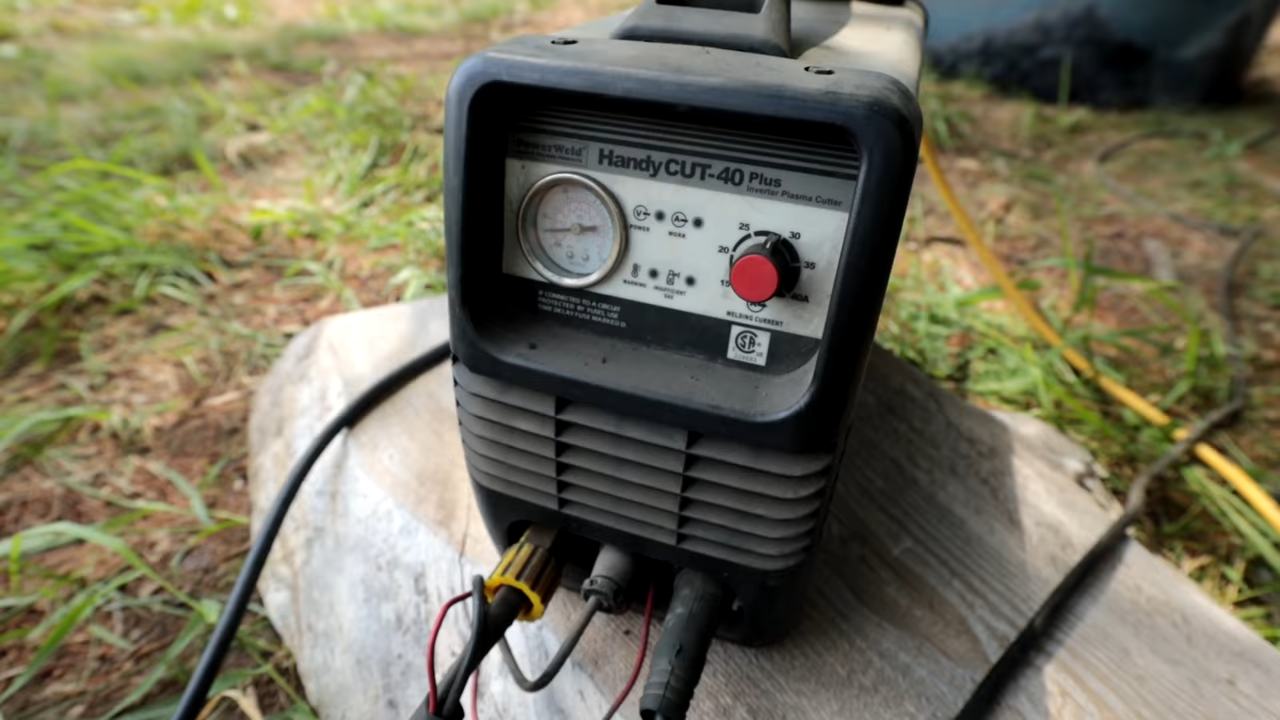 PowerWeld
HandyCUT-40 Plus
Inverter Plasma Cutter
V
A
POWER
WORK
25
30
20
35
15
40A
WARNING
INSUFFICIENT
GAS
WELDING CURRENT
IF CONNECTED TO A CIRCUIT
PROTECTED BY FUSES, USE
TIME DELAY FUSE MARKED D.